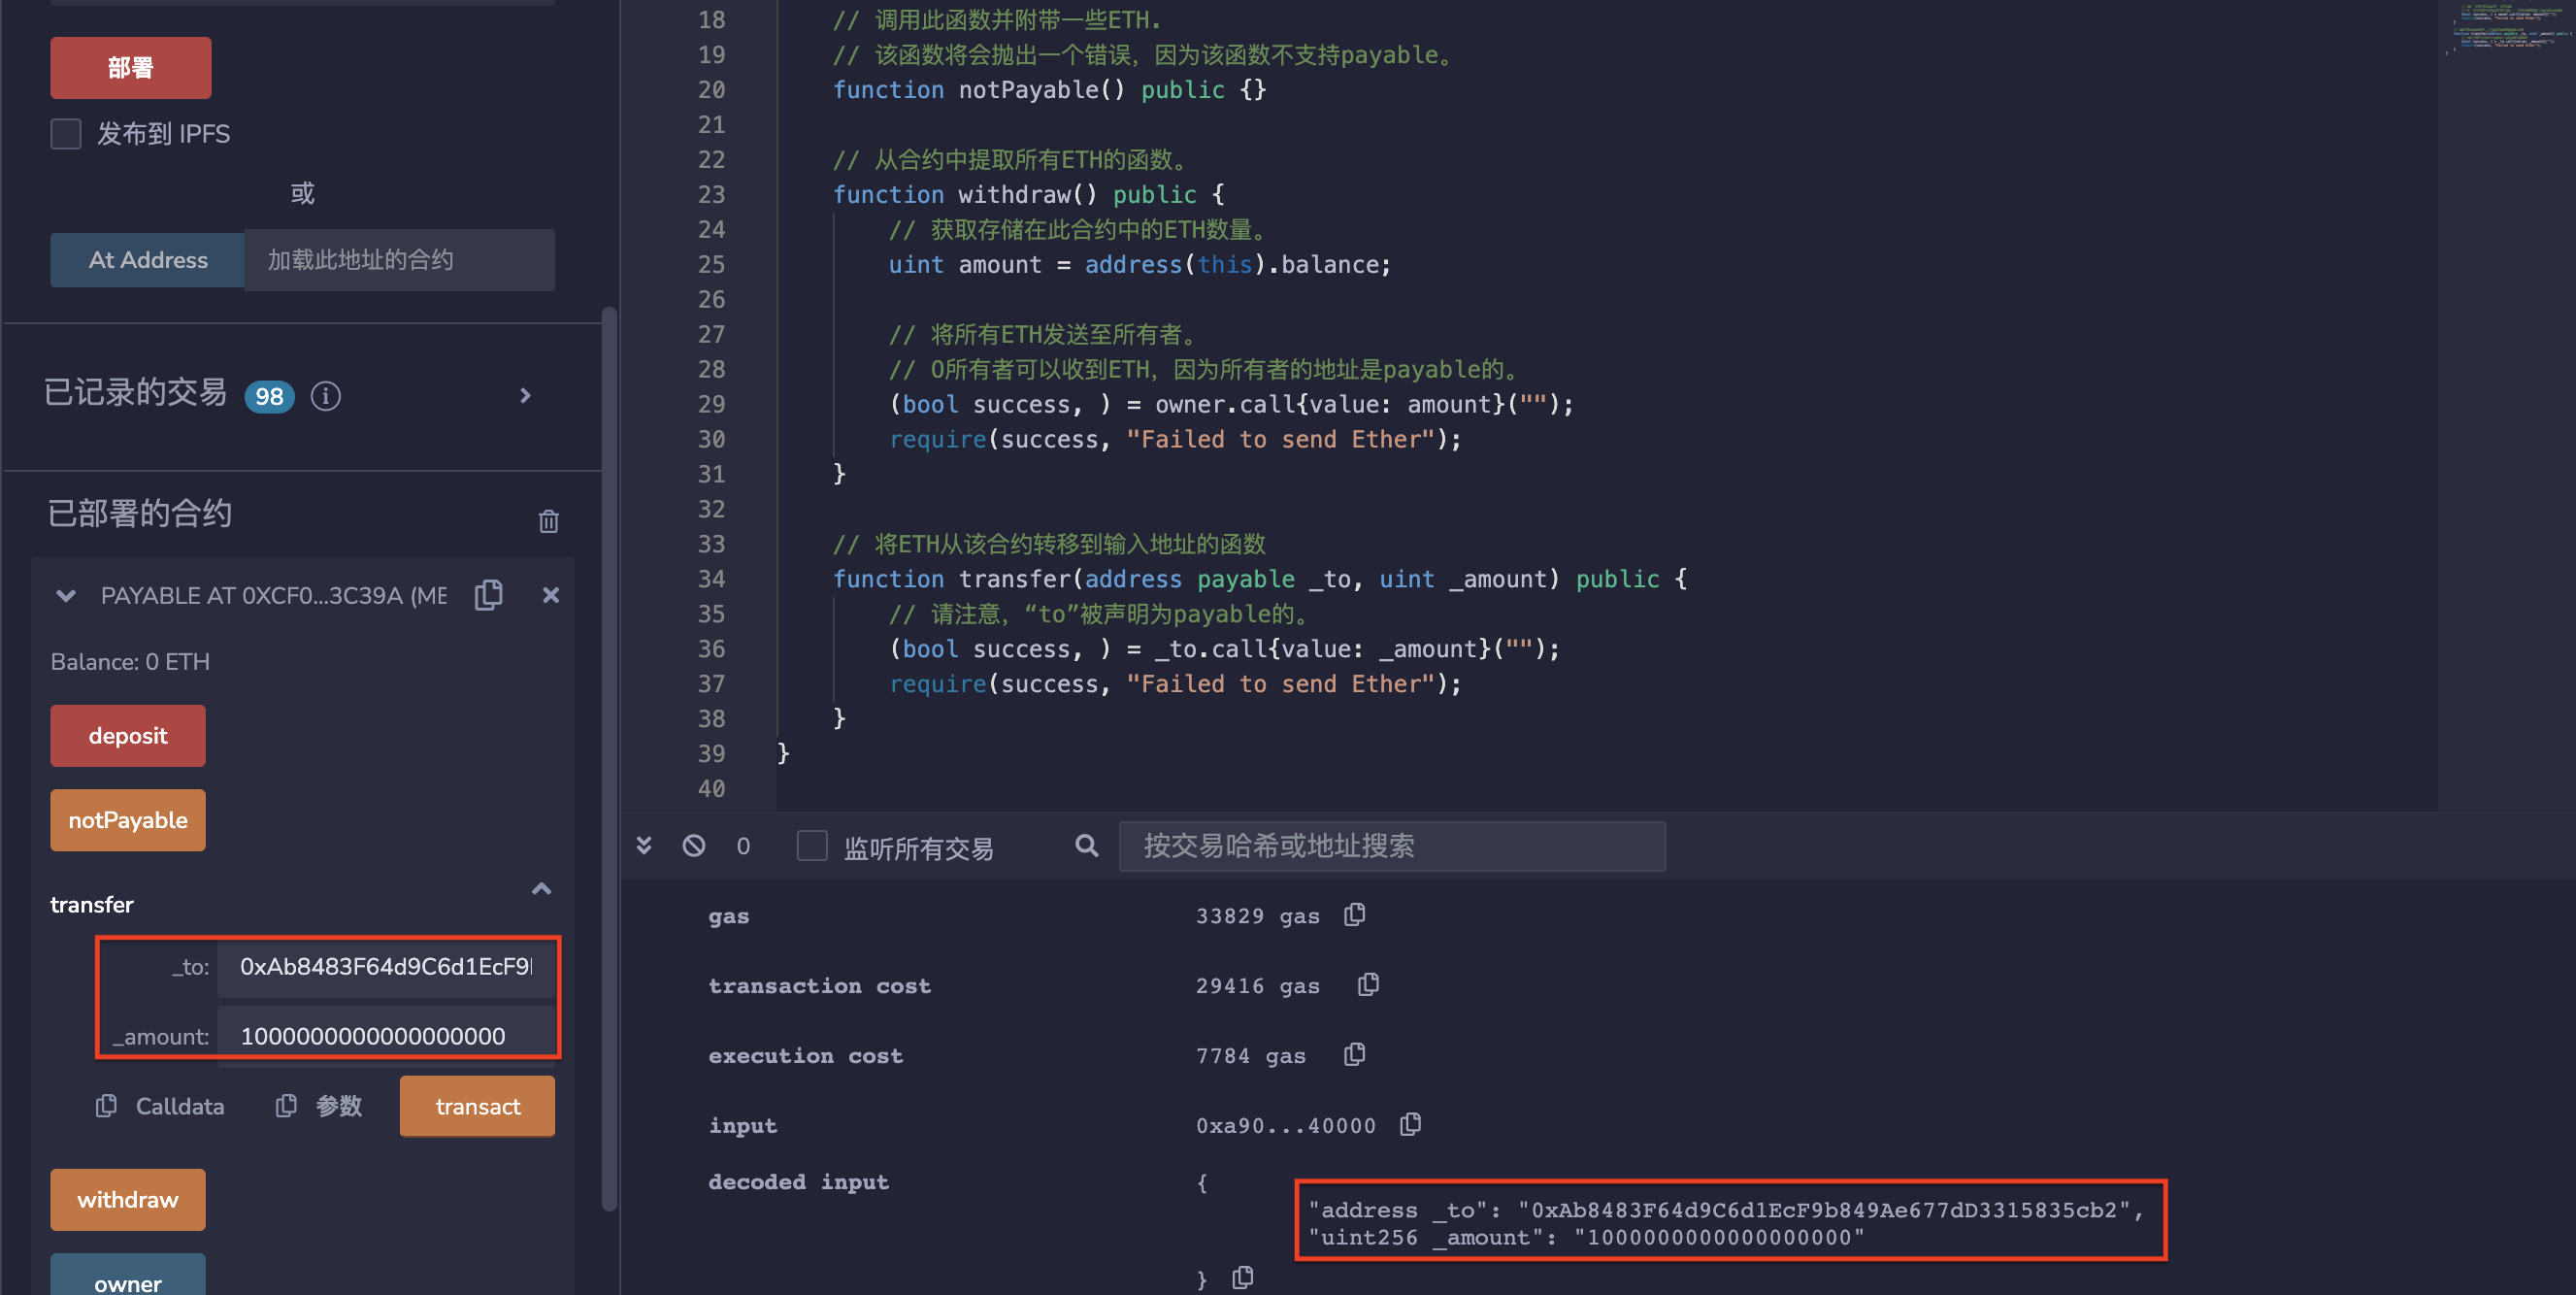 部署
发布到 IPFS
或
At Address 加载此地址的合约
已记录的交易 98 i
已部署的合约
PAYABLE AT 0XCF0...3C39A (ME
Balance: 0 ETH
deposit
notPayable
transfer
_to: 0xAb8483F64d9C6d1EcF9
_amount: 1000000000000000000
Calldata 参数 transact
withdraw
owner
18 // 调用此函数并附带一些ETH.
19 // 该函数将会抛出一个错误，因为该函数不支持payable。
20 function notPayable() public {}
21
22 // 从合约中提取所有ETH的函数。
23 function withdraw() public {
24 // 获取存储在此合约中的ETH数量。
25 uint amount = address(this).balance;
26
27 // 将所有ETH发送至所有者。
28 // O所有者可以收到ETH，因为所有者的地址是payable的。
29 (bool success, ) = owner.call{value: amount}("");
30 require(success, "Failed to send Ether");
31 }
32
33 // 将ETH从该合约转移到输入地址的函数
34 function transfer(address payable _to, uint _amount) public {
35 // 请注意，“to”被声明为payable的。
36 (bool success, ) = _to.call{value: _amount}("");
37 require(success, "Failed to send Ether");
38 }
39 }
40
0 监听所有交易 按交易哈希或地址搜索
gas 33829 gas
transaction cost 29416 gas
execution cost 7784 gas
input 0xa90...40000
decoded input {
"address _to": "0xAb8483F64d9C6d1EcF9b849Ae677dD3315835cb2",
"uint256 _amount": "1000000000000000000"
}